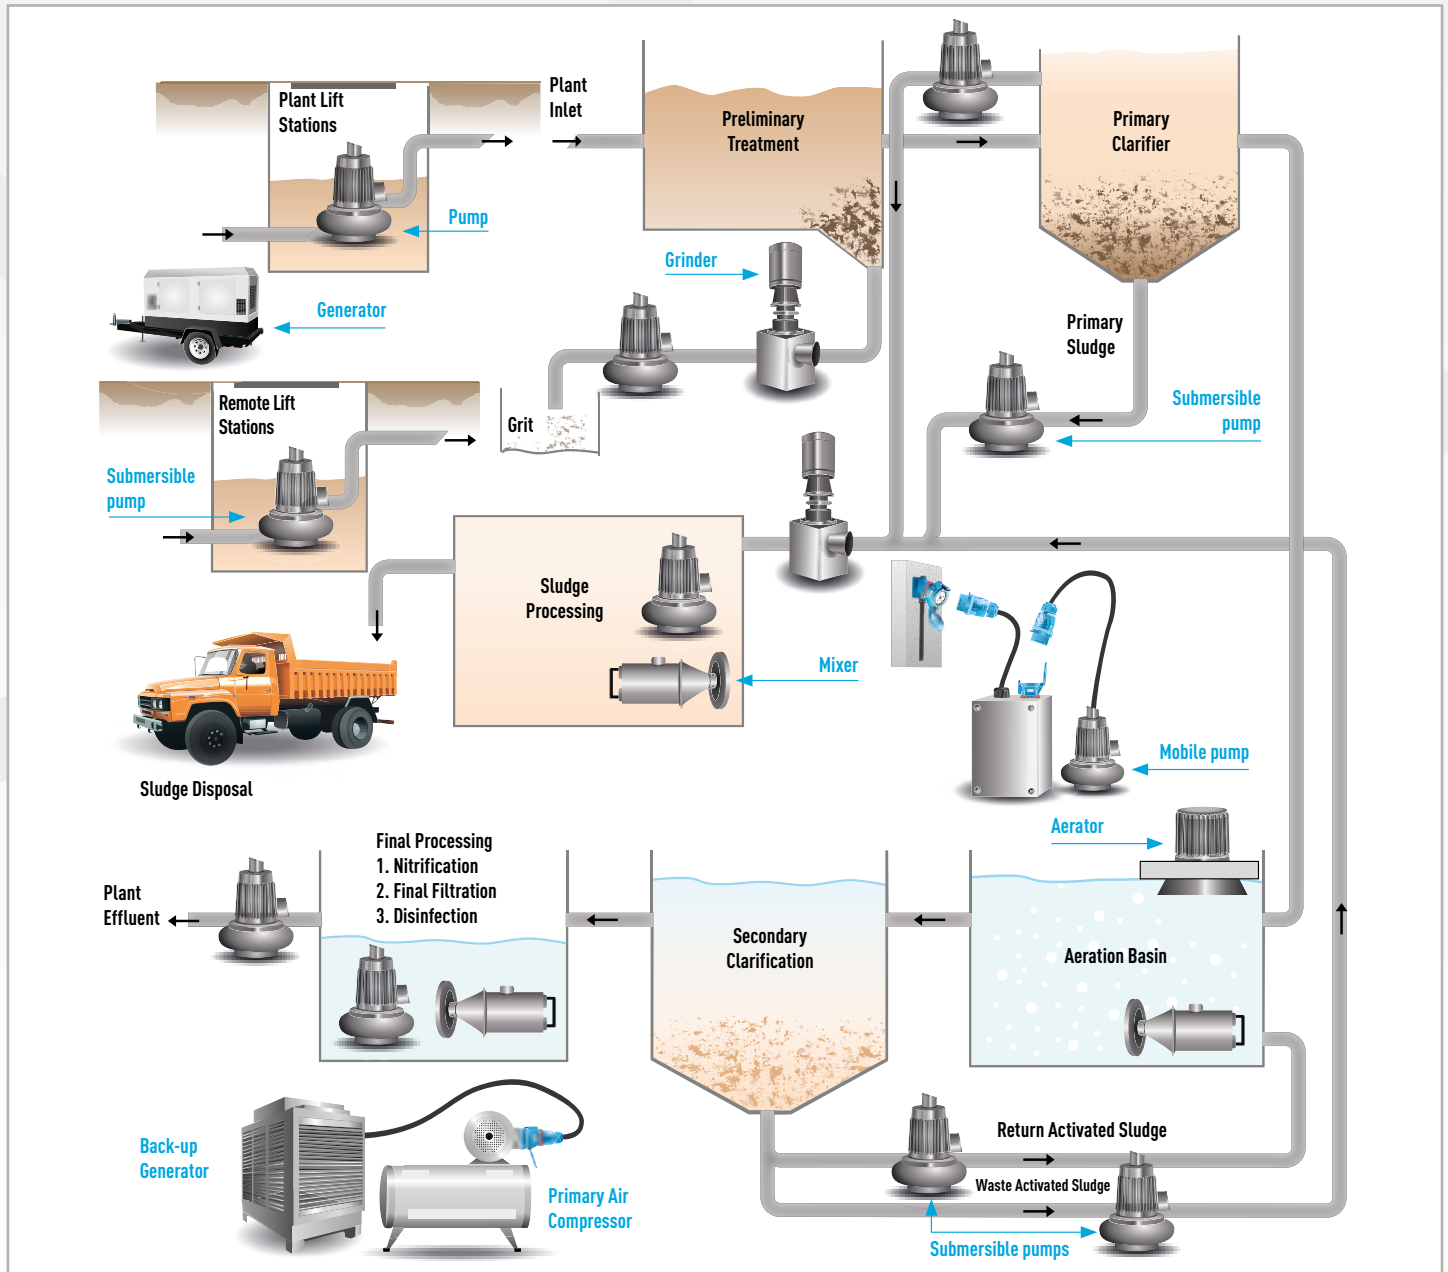 Plant Lift
Stations
Plant
Inlet
Preliminary
Treatment
Primary
Clarifier
Pump
Grinder
Generator
Primary
Sludge
Remote Lift
Stations
Grit
Submersible
pump
Submersible
pump
Sludge
Processing
Mixer
Mobile pump
Sludge Disposal
Aerator
Final Processing
1. Nitrification
2. Final Filtration
3. Disinfection
Plant
Effluent
Secondary
Clarification
Aeration Basin
Return Activated Sludge
Waste Activated Sludge
Submersible pumps
Back-up
Generator
Primary Air
Compressor